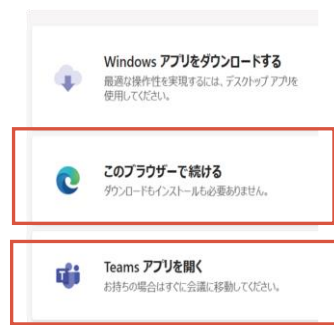 Windows アプリをダウンロードする
最適な操作性を実現するには、デスクトップ アプリを
使用してください。
このブラウザーで続ける
ダウンロードもインストールも必要ありません。
Teams アプリを開く
お持ちの場合はすぐに会議に移動してください。